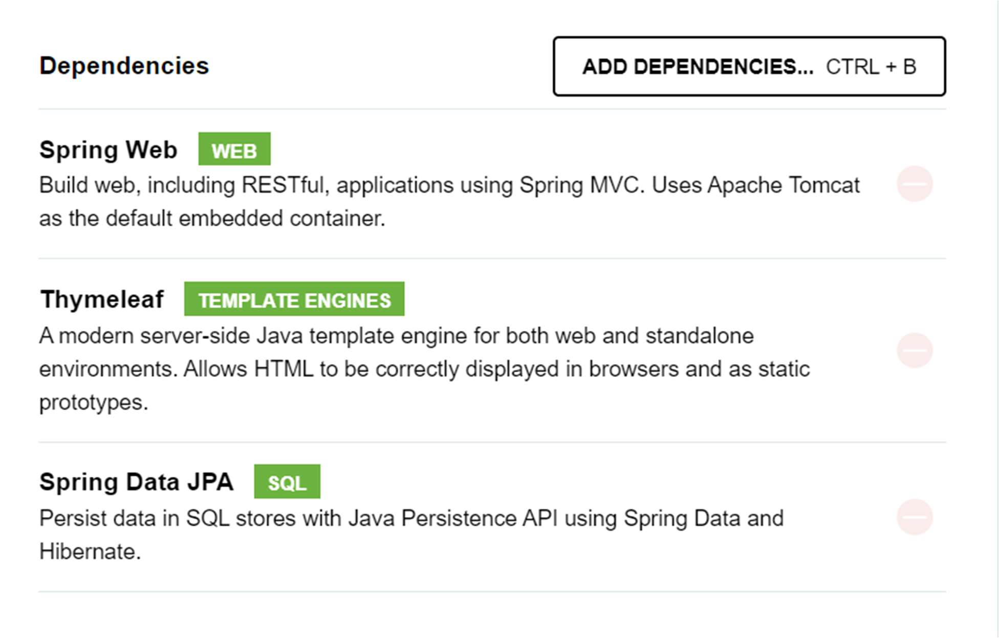 Dependencies
ADD DEPENDENCIES... CTRL + B
Spring Web WEB
Build web, including RESTful, applications using Spring MVC. Uses Apache Tomcat
as the default embedded container.
Thymeleaf TEMPLATE ENGINES
A modern server-side Java template engine for both web and standalone
environments. Allows HTML to be correctly displayed in browsers and as static
prototypes.
Spring Data JPA SQL
Persist data in SQL stores with Java Persistence API using Spring Data and
Hibernate.